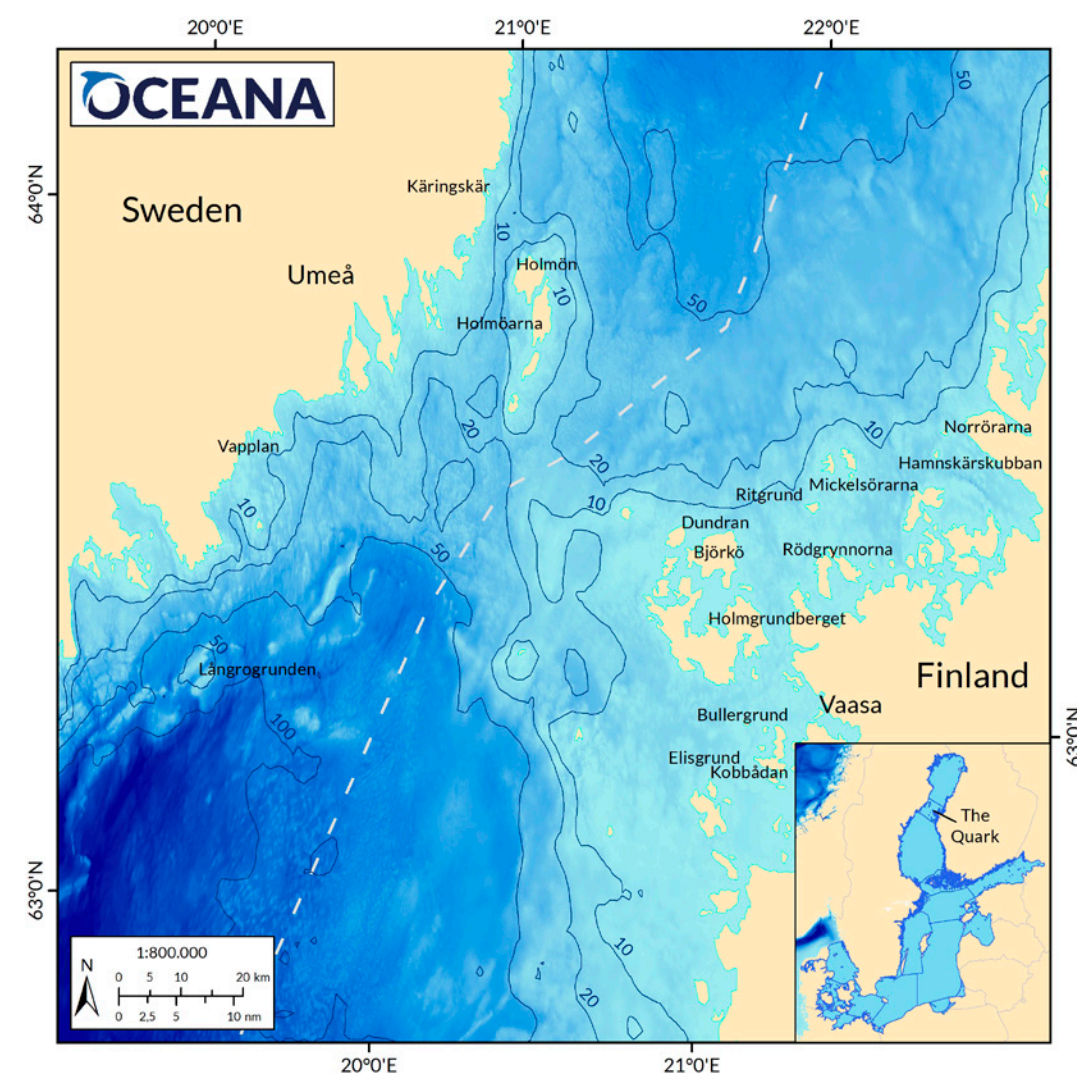 20°0'E
21°0'E
22°0'E
OCEANA
50
64°0'N
Käringskär
Sweden
10
Holmön
Umeå
10
50
Holmöarna
20
10
Norrörarna
Vapplan
20
Hamnskärskubban
Mickelsörarna
Ritgrund
10
10
Dundran
50
Björkö
Rödgrynnorna
Holmgrundberget
50
Långrogrunden
Finland
Vaasa
100
Bullergrund
63°0'N
Elisgrund
Kobbådan
The
Quark
63°0'N
10
1:800.000
N
0 5 10 20 km
20
0 2,5 5 10 nm
20°0'E
21°0'E